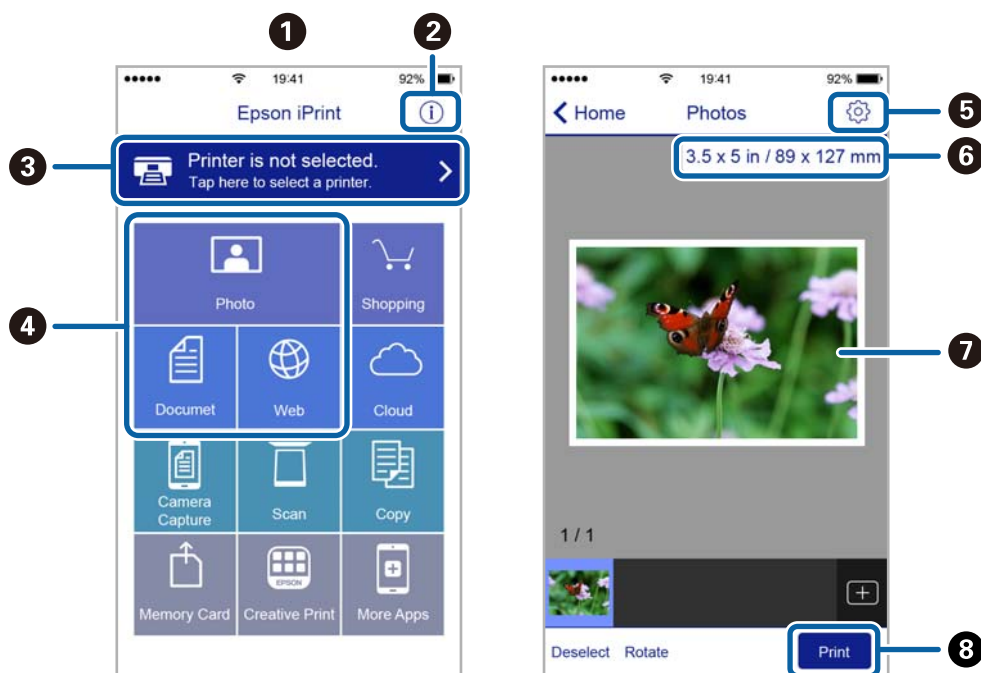 1
2
19:41
92%
Epson iPrint
i
3
Printer is not selected.
Tap here to select a printer.
4
Photo
Shopping
Documet
Web
Cloud
Camera
Capture
Scan
Copy
EPSON
Memory Card
Creative Print
More Apps
19:41
92%
Home
Photos
5
3.5 x 5 in / 89 x 127 mm
6
7
1 / 1
Deselect
Rotate
Print
8